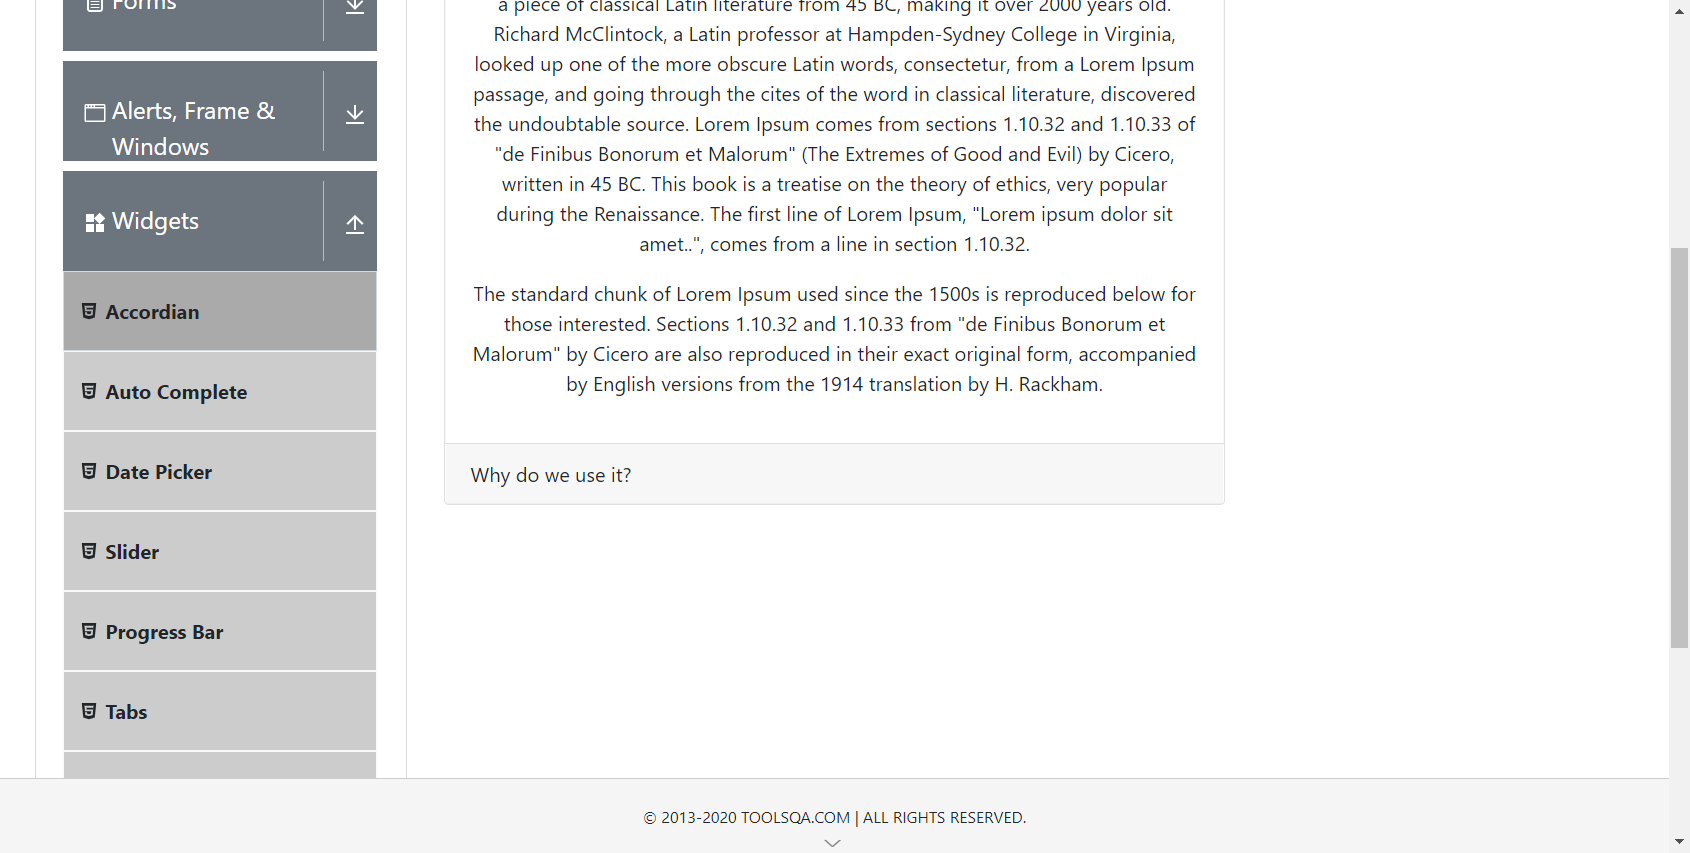 Forms
Alerts, Frame &
Windows
Widgets
Accordian
Auto Complete
Date Picker
Slider
Progress Bar
Tabs
a piece of classical Latin literature from 45 BC, making it over 2000 years old.
Richard McClintock, a Latin professor at Hampden-Sydney College in Virginia,
looked up one of the more obscure Latin words, consectetur, from a Lorem Ipsum
passage, and going through the cites of the word in classical literature, discovered
the undoubtable source. Lorem Ipsum comes from sections 1.10.32 and 1.10.33 of
"de Finibus Bonorum et Malorum" (The Extremes of Good and Evil) by Cicero,
written in 45 BC. This book is a treatise on the theory of ethics, very popular
during the Renaissance. The first line of Lorem Ipsum, "Lorem ipsum dolor sit
amet..", comes from a line in section 1.10.32.
The standard chunk of Lorem Ipsum used since the 1500s is reproduced below for
those interested. Sections 1.10.32 and 1.10.33 from "de Finibus Bonorum et
Malorum" by Cicero are also reproduced in their exact original form, accompanied
by English versions from the 1914 translation by H. Rackham.
Why do we use it?
© 2013-2020 TOOLSQA.COM | ALL RIGHTS RESERVED.